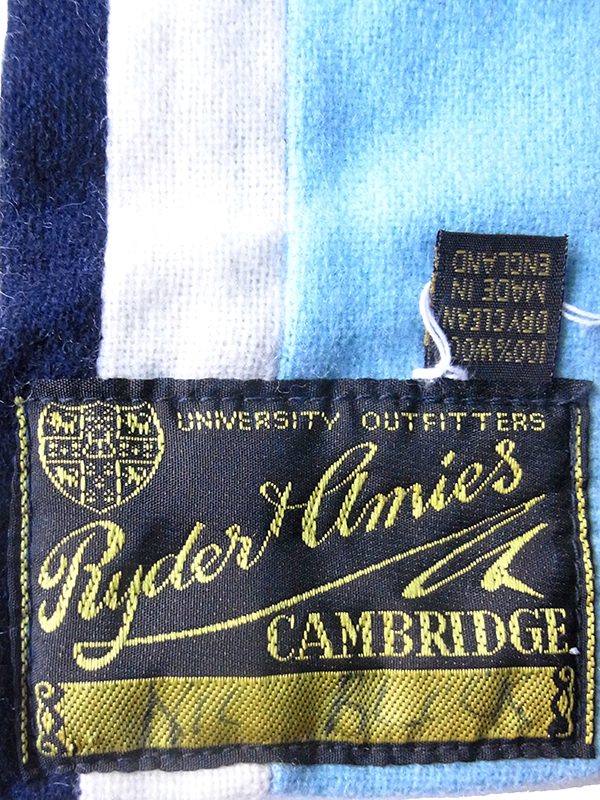 100% WOOL
DRY CLEAN
MADE IN
ENGLAND
UNIVERSITY OUTFITTERS
Ryder & Amies
CAMBRIDGE